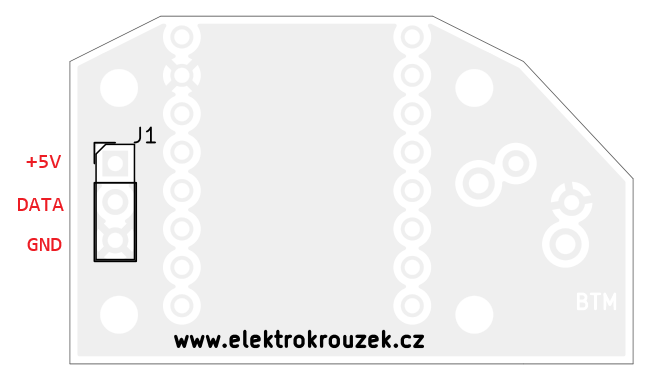 J1
+5V
DATA
GND
BTM
www.elektrokrouzek.cz